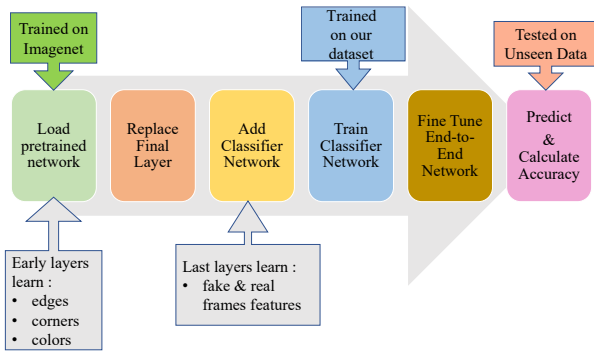 Trained on
Imagenet
Trained
on our
dataset
Tested on
Unseen Data
Load
pretrained
network
Replace
Final
Layer
Add
Classifier
Network
Train
Classifier
Network
Fine Tune
End-to-
End
Network
Predict
&
Calculate
Accuracy
Early layers
learn :
• edges
• corners
• colors
Last layers learn :
• fake & real
frames features